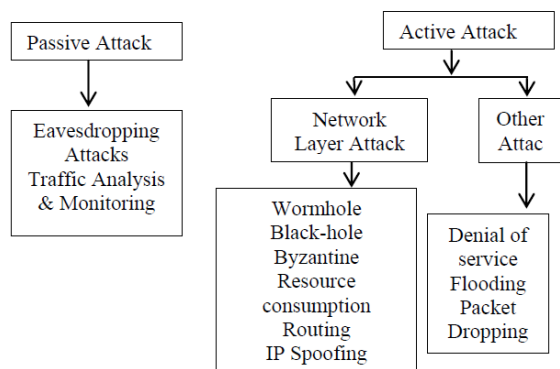 Passive Attack
Eavesdropping
Attacks
Traffic Analysis
& Monitoring
Active Attack
Network
Layer Attack
Other
Attac
Wormhole
Black-hole
Byzantine
Resource
consumption
Routing
IP Spoofing
Denial of
service
Flooding
Packet
Dropping